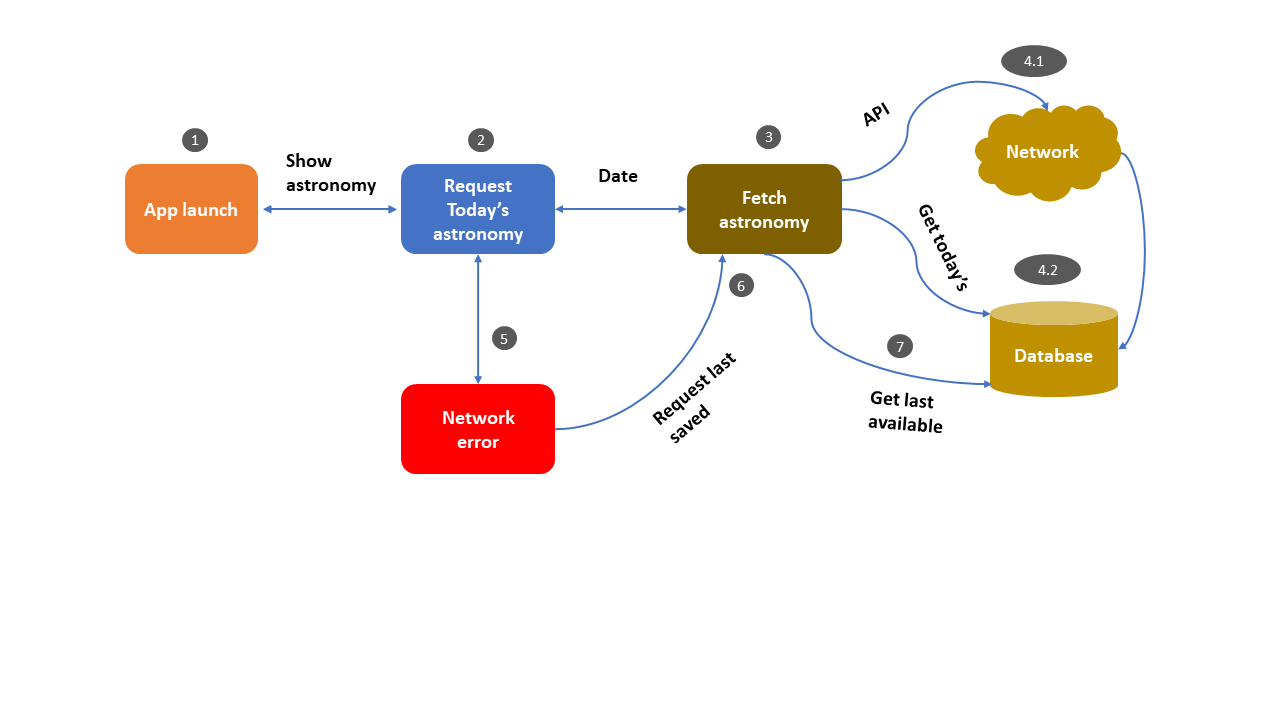 1
App launch
Show
astronomy
2
Request
Today's
astronomy
Date
3
Fetch
astronomy
API
4.1
Network
Get today's
4.2
Database
5
Network
error
6
Request last
saved
7
Get last
available